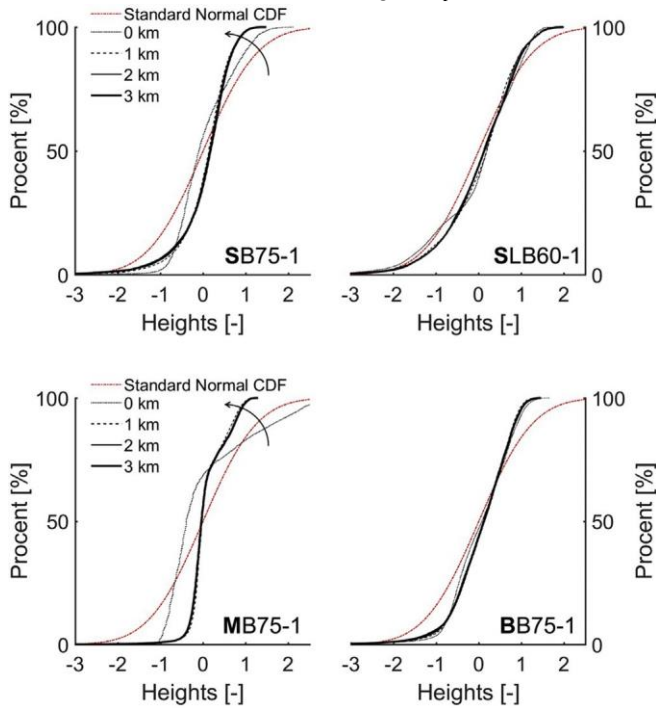 Standard Normal CDF
0 km
1 km
2 km
3 km
Procent [%]
100
50
0
SB75-1
-3 -2 -1 0 1 2
Heights [-]
100
50
0
Procent [%]
SLB60-1
-3 -2 -1 0 1 2
Heights [-]
Standard Normal CDF
0 km
1 km
2 km
3 km
Procent [%]
100
50
0
MB75-1
-3 -2 -1 0 1 2
Heights [-]
100
50
0
Procent [%]
BB75-1
-3 -2 -1 0 1 2
Heights [-]